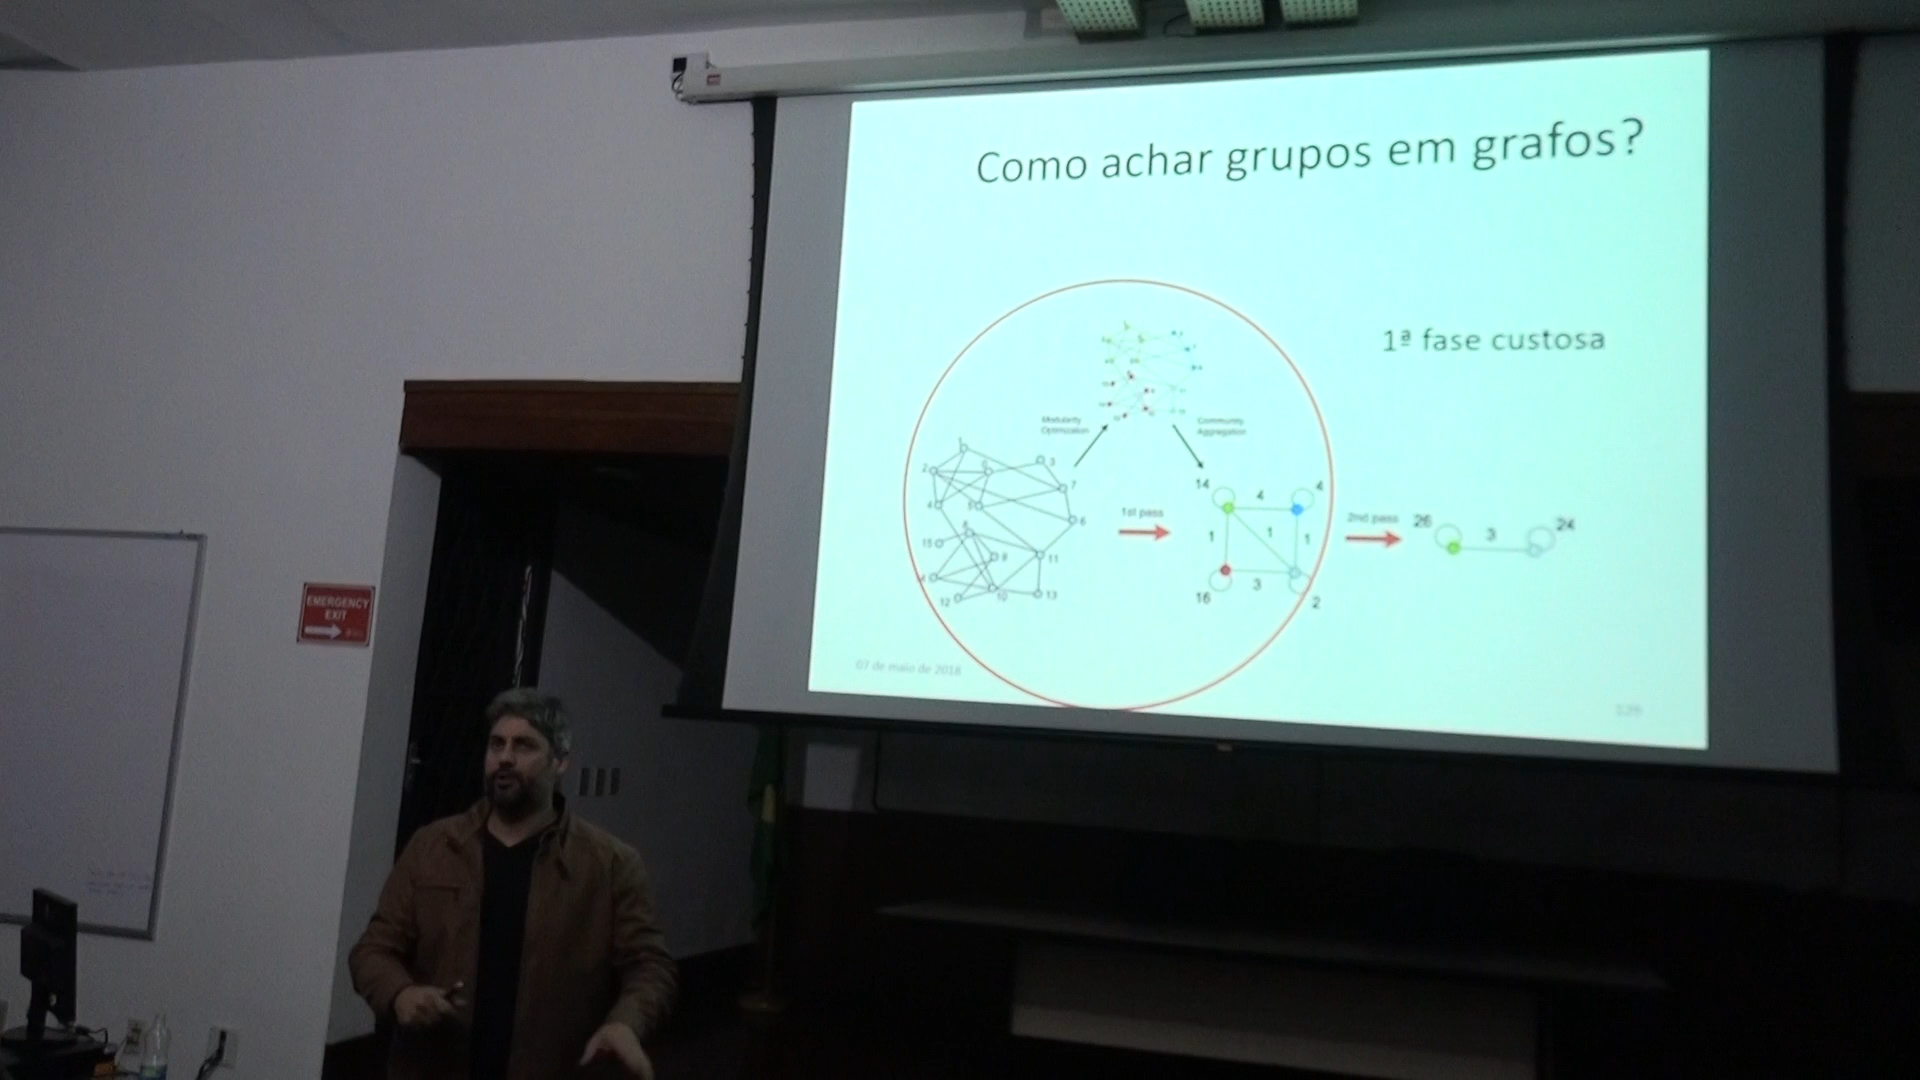 Como achar grupos em grafos?
1ª fase custosa
Modularity
Optimization
Community
Aggregation
1
2
3
7
4
6
15
9
11
12
10
13
1st pass
14
4
4
1
1
1
3
16
2
2nd pass
26
3
24
07 de maio de 2018
EMERGENCY
EXIT